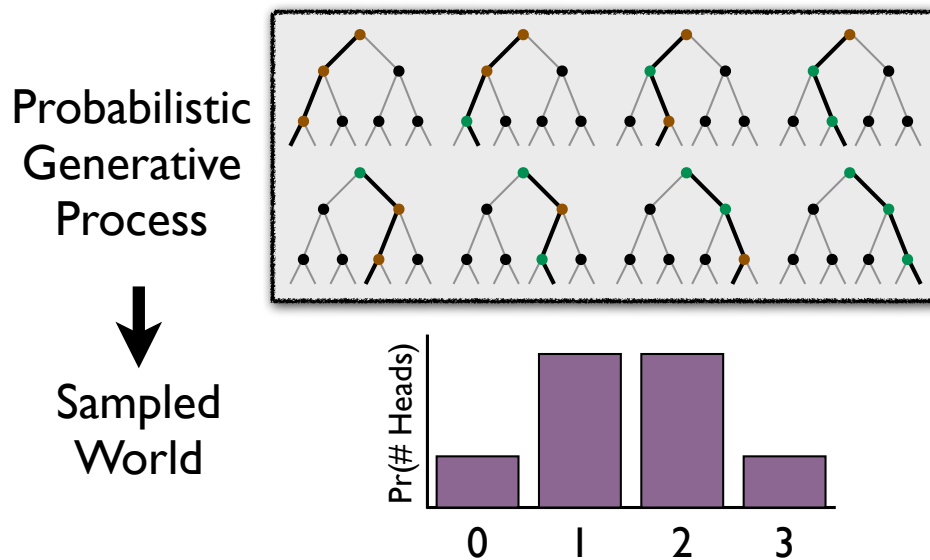 Probabilistic
Generative
Process
Sampled
World
Pr(# Heads)
0 1 2 3